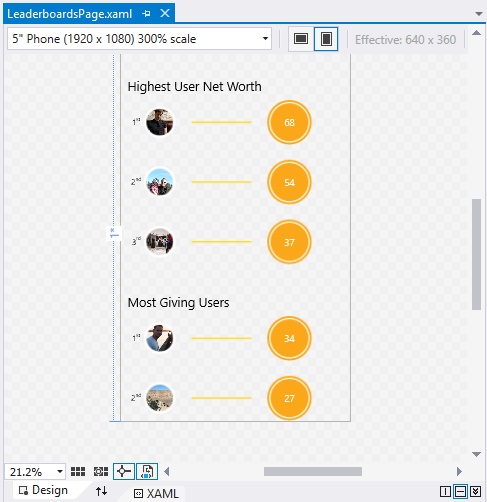 LeaderboardsPage.xaml
5" Phone (1920 x 1080) 300% scale
Effective: 640 x 360
Highest User Net Worth
1st 68
2nd 54
3rd 37
1*
Most Giving Users
1st 34
2nd 27
21.2%
Design
XAML